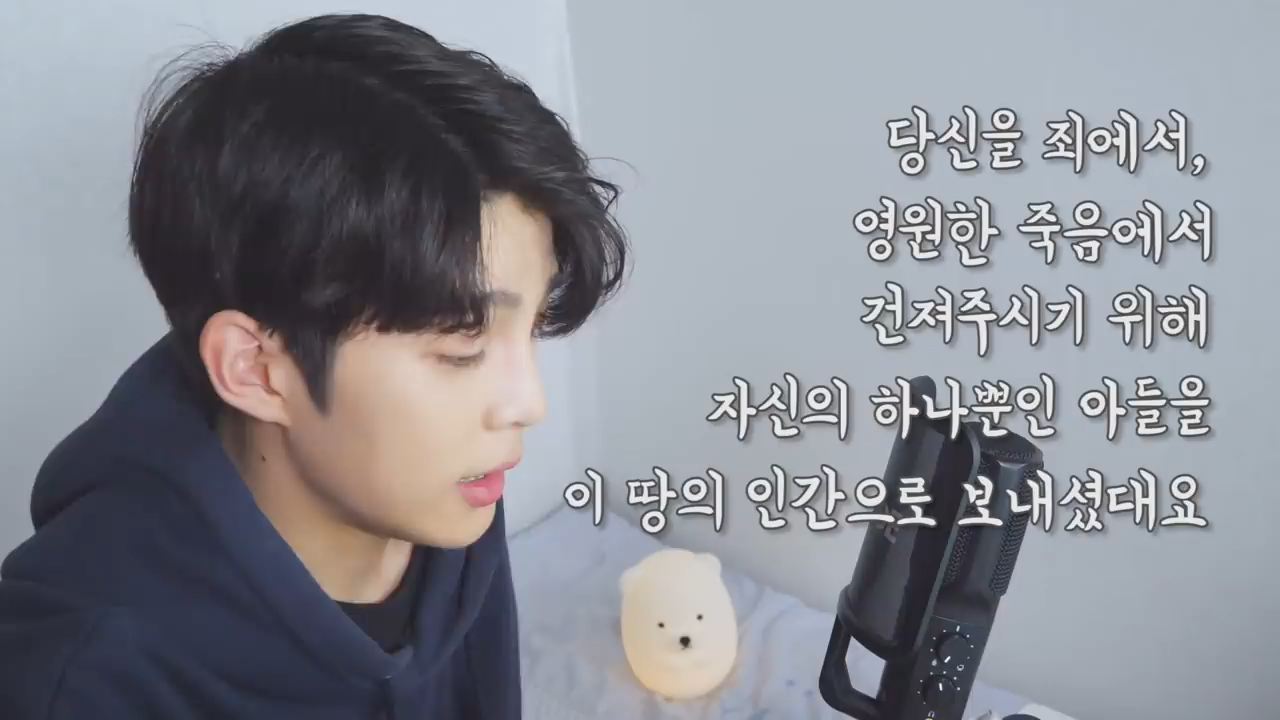 당신을 죄에서,
영원한 죽음에서
건져주시기 위해
자신의 하나뿐인 아들을
이 땅의 인간으로 보내셨대요